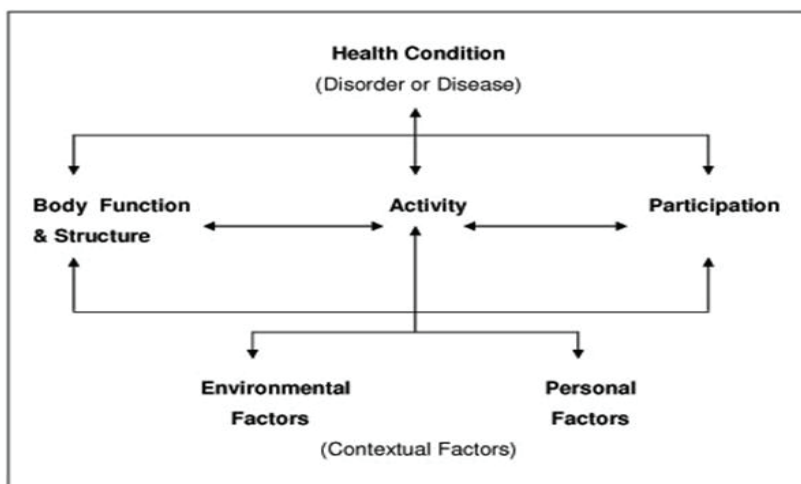 Health Condition
(Disorder or Disease)
Body Function
& Structure
Activity
Participation
Environmental
Factors
Personal
Factors
(Contextual Factors)